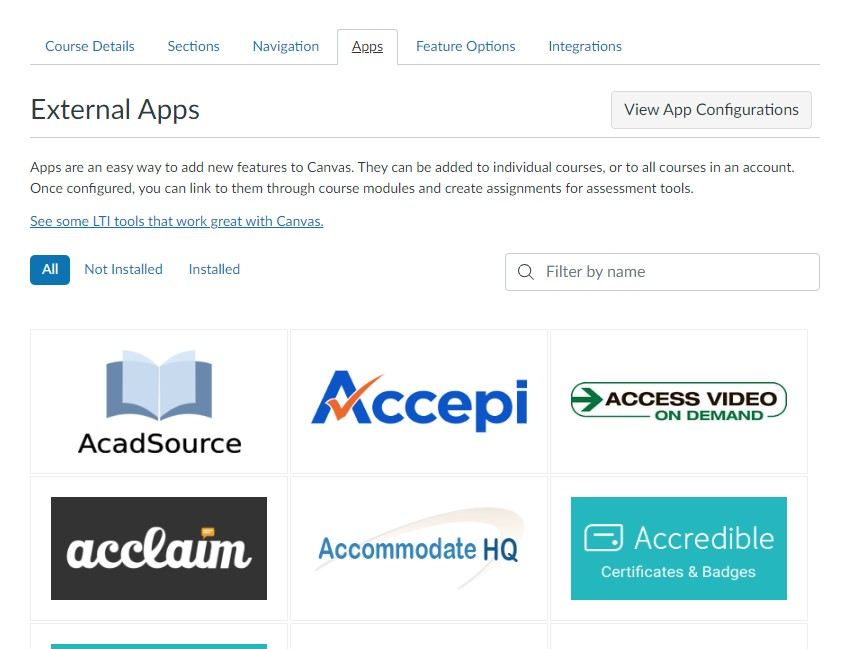 Course Details Sections Navigation Apps Feature Options Integrations
External Apps View App Configurations
Apps are an easy way to add new features to Canvas. They can be added to individual courses, or to all courses in an account.
Once configured, you can link to them through course modules and create assignments for assessment tools.
See some LTI tools that work great with Canvas.
All Not Installed Installed Filter by name
AcadSource
Accepi
ACCESS VIDEO
ON DEMAND
acclaim
Accommodate HQ
Accredible
Certificates & Badges